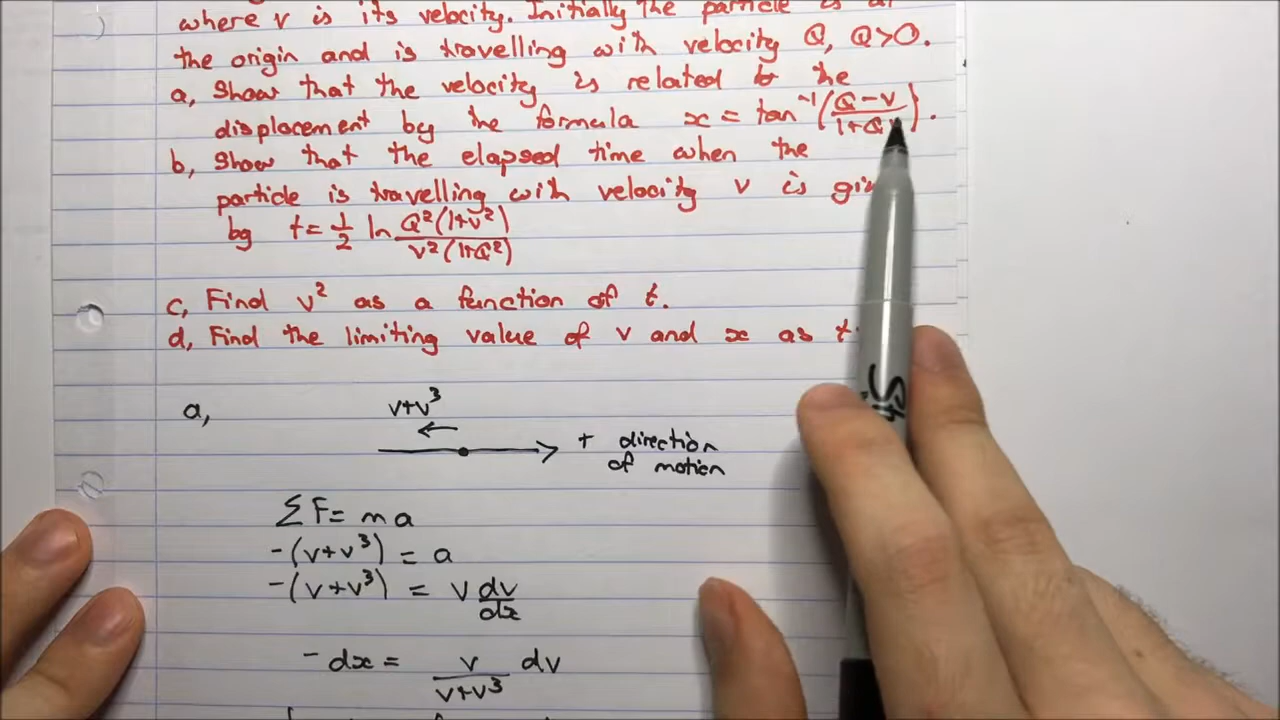 where v is its velocity. Initially the particle is at
the origin and is travelling with velocity Q, Q>0.
a, Show that the velocity is related to the
displacement by the formula x = tan⁻¹(Q-v/1+Qv).
b, Show that the elapsed time when the
particle is travelling with velocity v is
by t = 1/2 ln Q²(1+v²)/v²(1+Q²)
c, Find v² as a function of t.
d, Find the limiting value of v and x as t
a,
v+v³
+ direction
of motion
ΣF = ma
-(v+v³) = a
-(v+v³) = v dv/dx
-dx = v/v+v³ dv